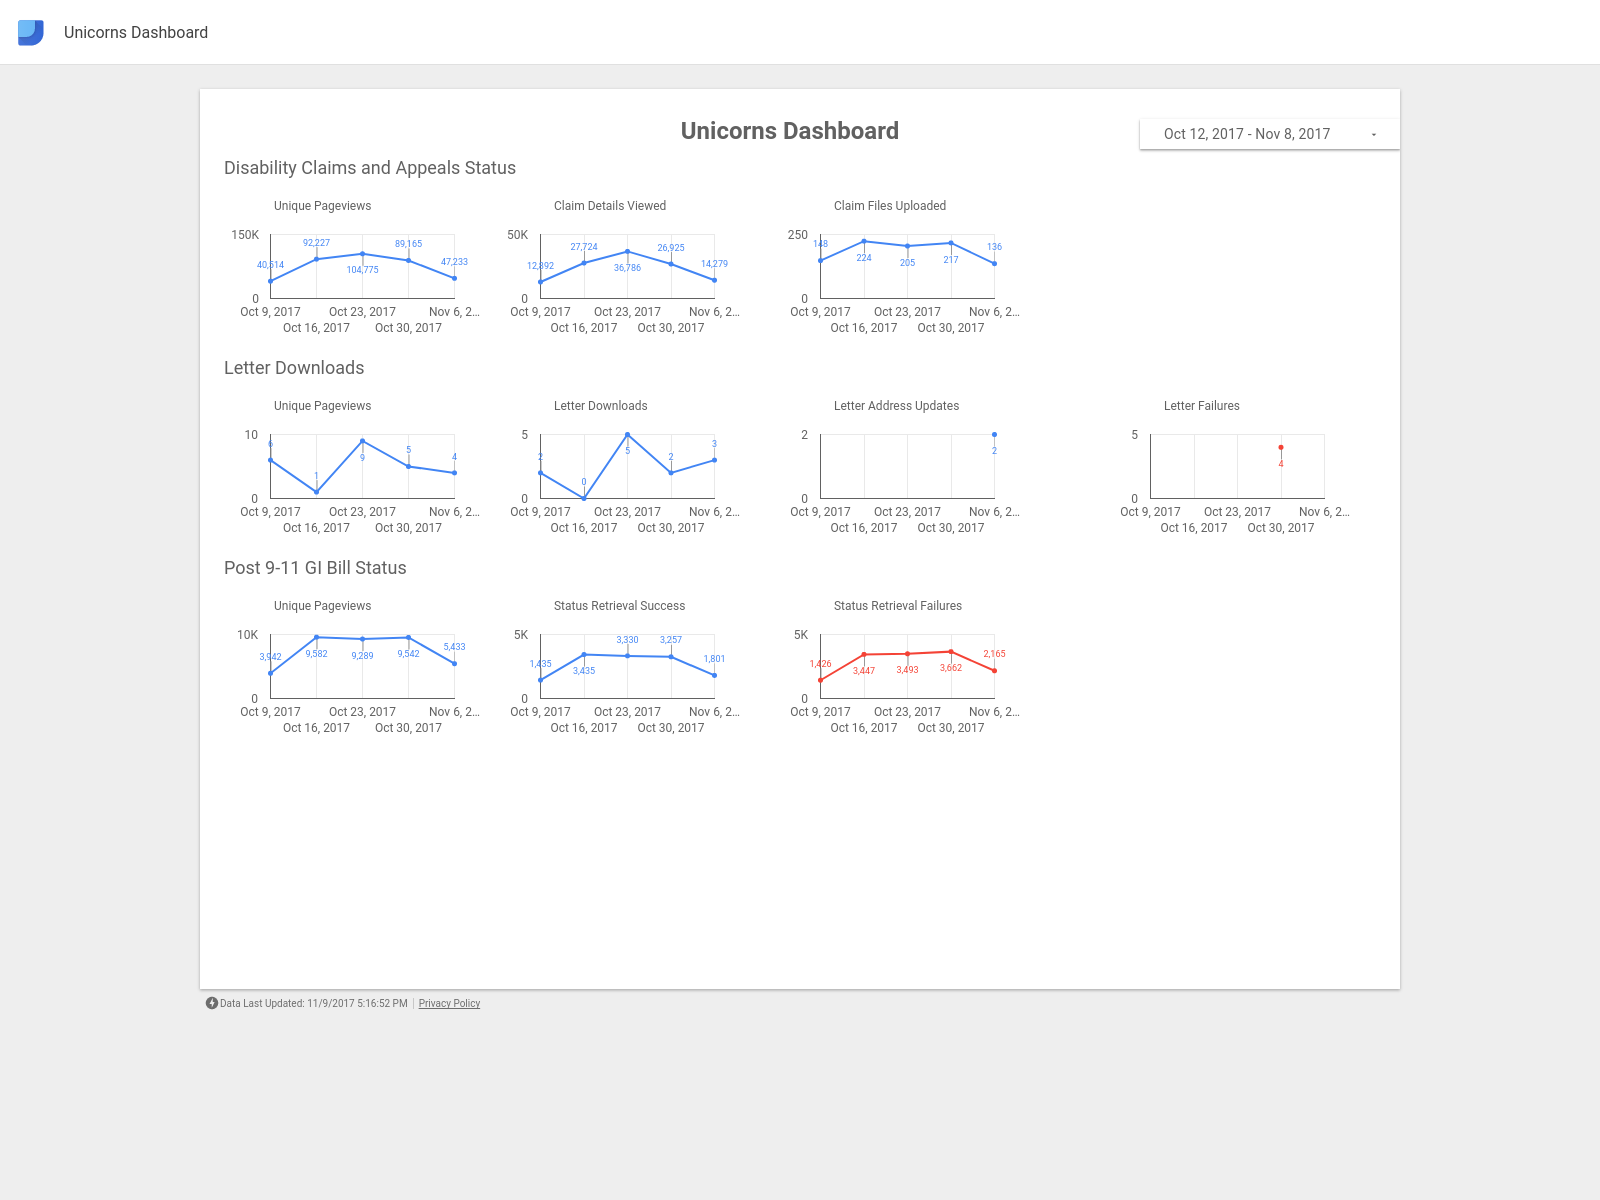 Unicorns Dashboard
Unicorns Dashboard
Oct 12, 2017 - Nov 8, 2017
Disability Claims and Appeals Status
Unique Pageviews
150K
0
40,514
92,227
104,775
89,165
47,233
Oct 9, 2017
Oct 16, 2017
Oct 23, 2017
Oct 30, 2017
Nov 6, 2…
Claim Details Viewed
50K
0
12,892
27,724
36,786
26,925
14,279
Oct 9, 2017
Oct 16, 2017
Oct 23, 2017
Oct 30, 2017
Nov 6, 2…
Claim Files Uploaded
250
0
148
224
205
217
136
Oct 9, 2017
Oct 16, 2017
Oct 23, 2017
Oct 30, 2017
Nov 6, 2…
Letter Downloads
Unique Pageviews
10
0
6
1
9
5
4
Oct 9, 2017
Oct 16, 2017
Oct 23, 2017
Oct 30, 2017
Nov 6, 2…
Letter Downloads
5
0
2
0
5
2
3
Oct 9, 2017
Oct 16, 2017
Oct 23, 2017
Oct 30, 2017
Nov 6, 2…
Letter Address Updates
2
0
2
Oct 9, 2017
Oct 16, 2017
Oct 23, 2017
Oct 30, 2017
Nov 6, 2…
Letter Failures
5
0
4
Oct 9, 2017
Oct 16, 2017
Oct 23, 2017
Oct 30, 2017
Nov 6, 2…
Post 9-11 GI Bill Status
Unique Pageviews
10K
0
3,942
9,582
9,289
9,542
5,433
Oct 9, 2017
Oct 16, 2017
Oct 23, 2017
Oct 30, 2017
Nov 6, 2…
Status Retrieval Success
5K
0
1,435
3,435
3,330
3,257
1,801
Oct 9, 2017
Oct 16, 2017
Oct 23, 2017
Oct 30, 2017
Nov 6, 2…
Status Retrieval Failures
5K
0
1,426
3,447
3,493
3,662
2,165
Oct 9, 2017
Oct 16, 2017
Oct 23, 2017
Oct 30, 2017
Nov 6, 2…
Data Last Updated: 11/9/2017 5:16:52 PM
Privacy Policy